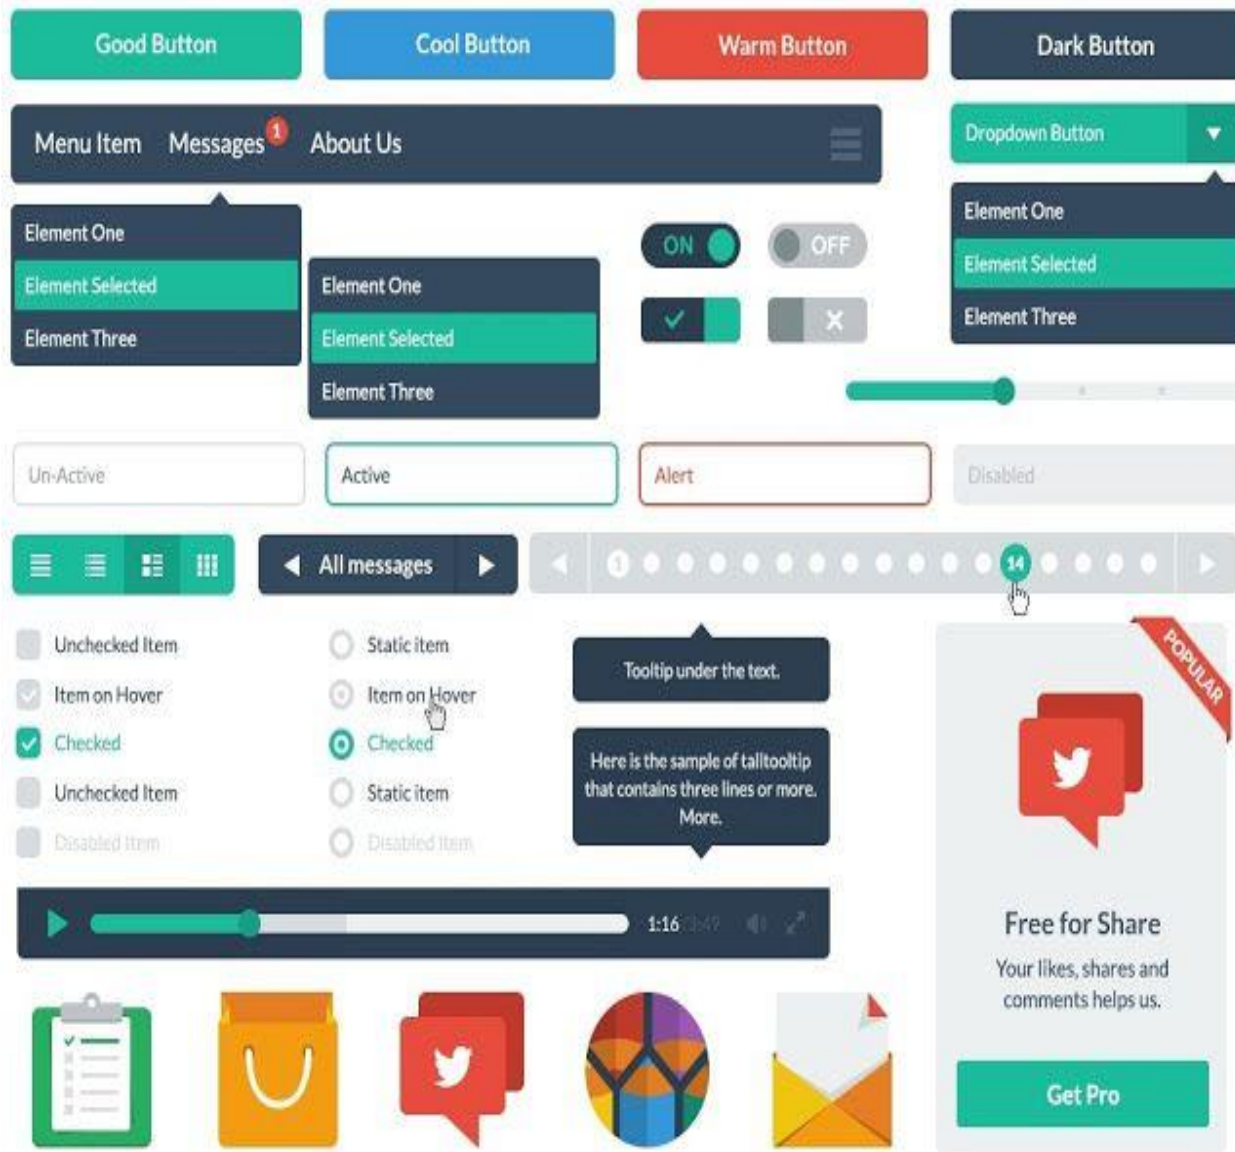 Good Button
Cool Button
Warm Button
Dark Button
Menu Item
Messages
1
About Us
Dropdown Button
Element One
Element Selected
Element Three
Element One
Element Selected
Element Three
ON
OFF
Element One
Element Selected
Element Three
Un-Active
Active
Alert
Disabled
All messages
1
14
Unchecked Item
Item on Hover
Checked
Unchecked Item
Disabled Item
Static item
Item on Hover
Checked
Static item
Disabled Item
Tooltip under the text.
Here is the sample of talltooltip
that contains three lines or more.
More.
POPULAR
Free for Share
Your likes, shares and
comments helps us.
Get Pro
1:16 3:49